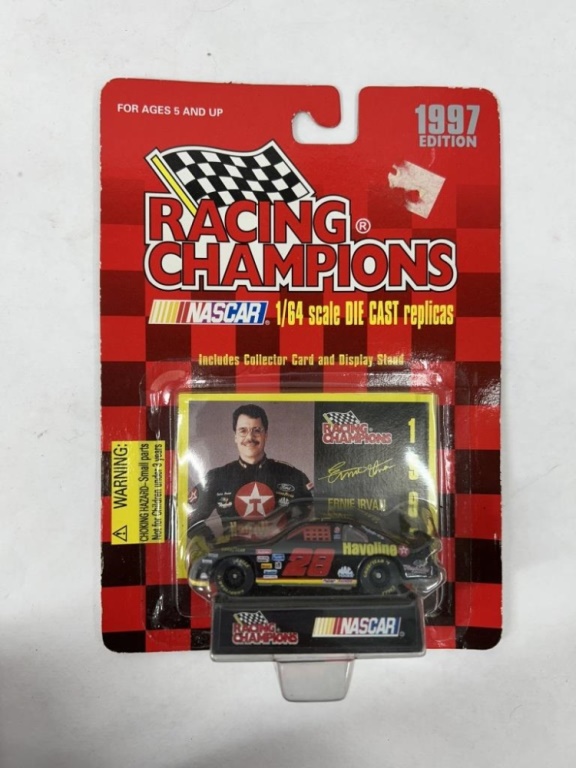 FOR AGES 5 AND UP
1997
EDITION
RACING®
CHAMPIONS
NASCAR® 1/64 scale DIE CAST replicas
Includes Collector Card and Display Stand
WARNING:
CHOKING HAZARD- Small parts
Not for Children under 3 years
RACING
CHAMPIONS
Ernie Irvan
ERNIE IRVAN
Havoline
28
RACING
CHAMPIONS
NASCAR